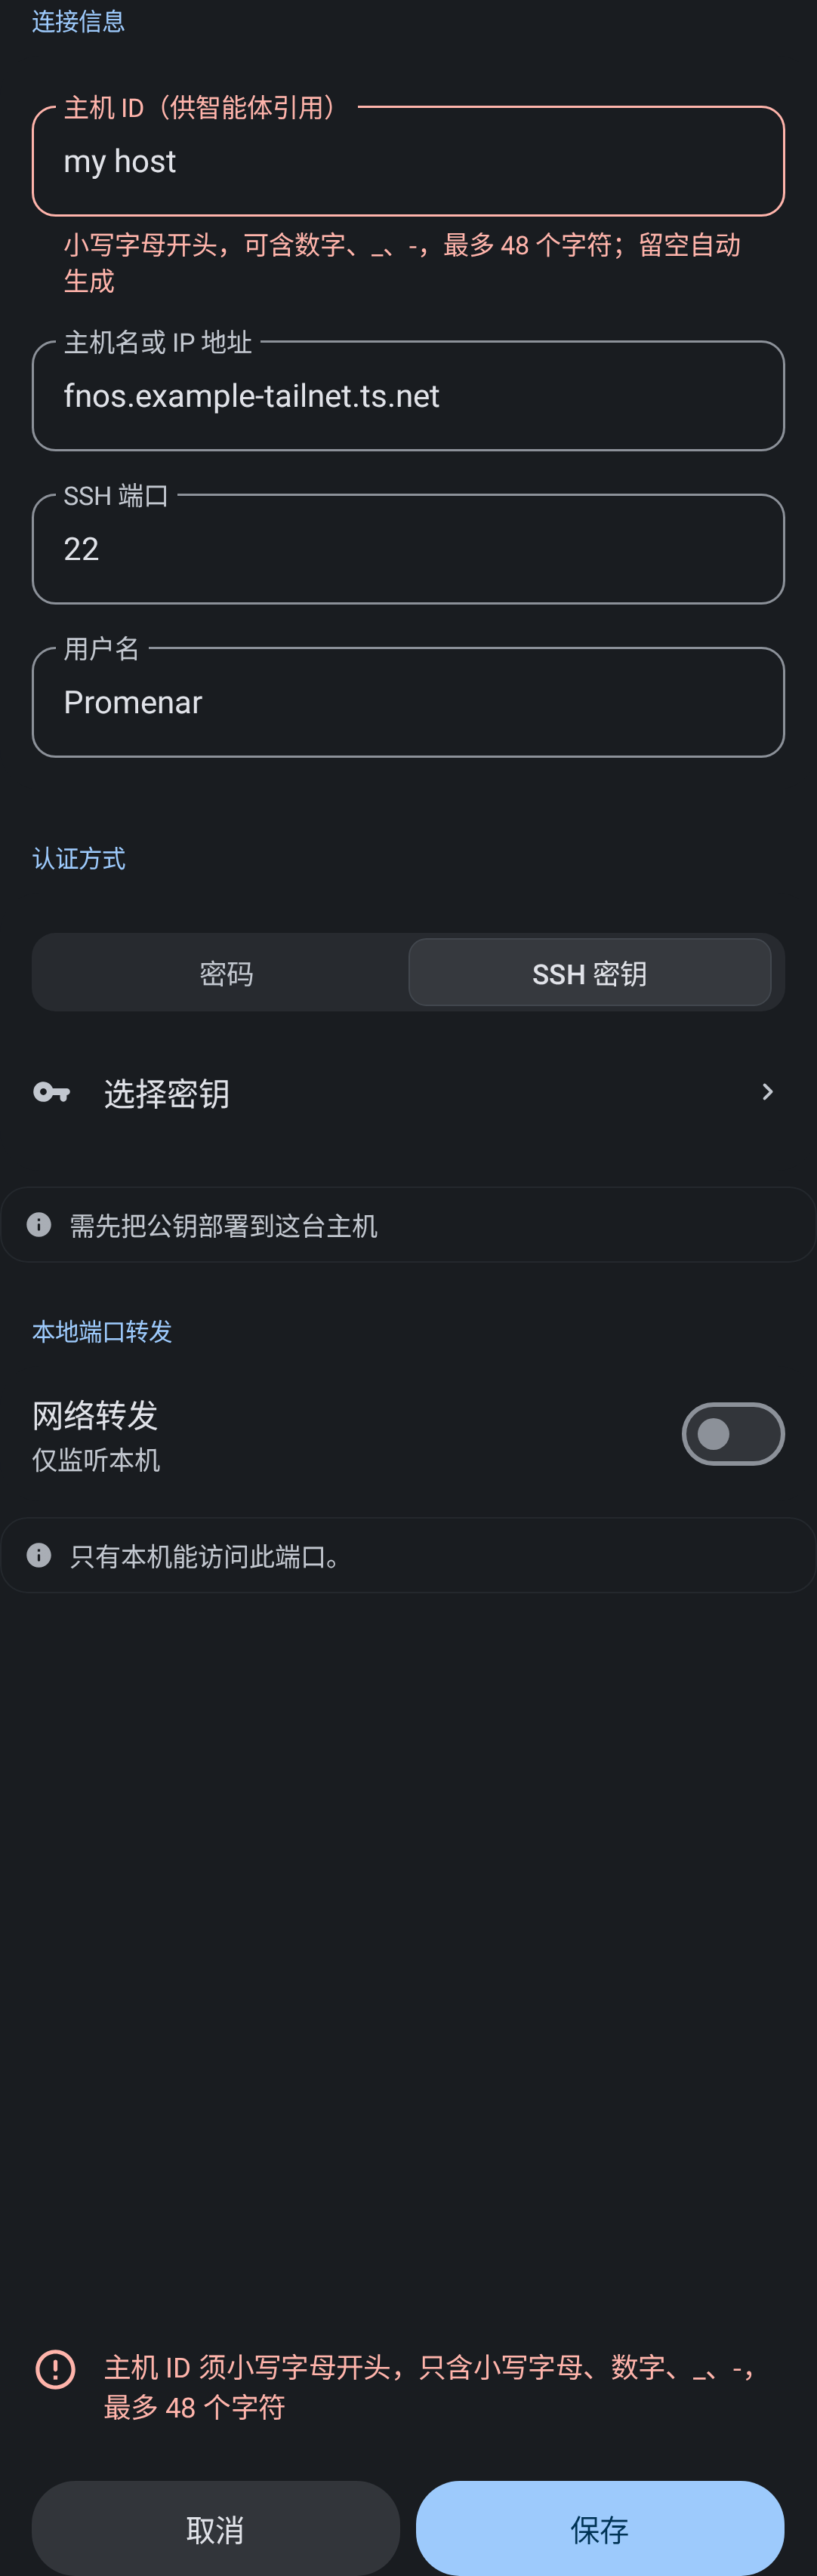 连接信息
主机 ID（供智能体引用）
my host
小写字母开头，可含数字、_、-，最多 48 个字符；留空自动
生成
主机名或 IP 地址
fnos.example-tailnet.ts.net
SSH 端口
22
用户名
Promenar
认证方式
密码
SSH 密钥
选择密钥
需先把公钥部署到这台主机
本地端口转发
网络转发
仅监听本机
只有本机能访问此端口。
主机 ID 须小写字母开头，只含小写字母、数字、_、-，
最多 48 个字符
取消
保存